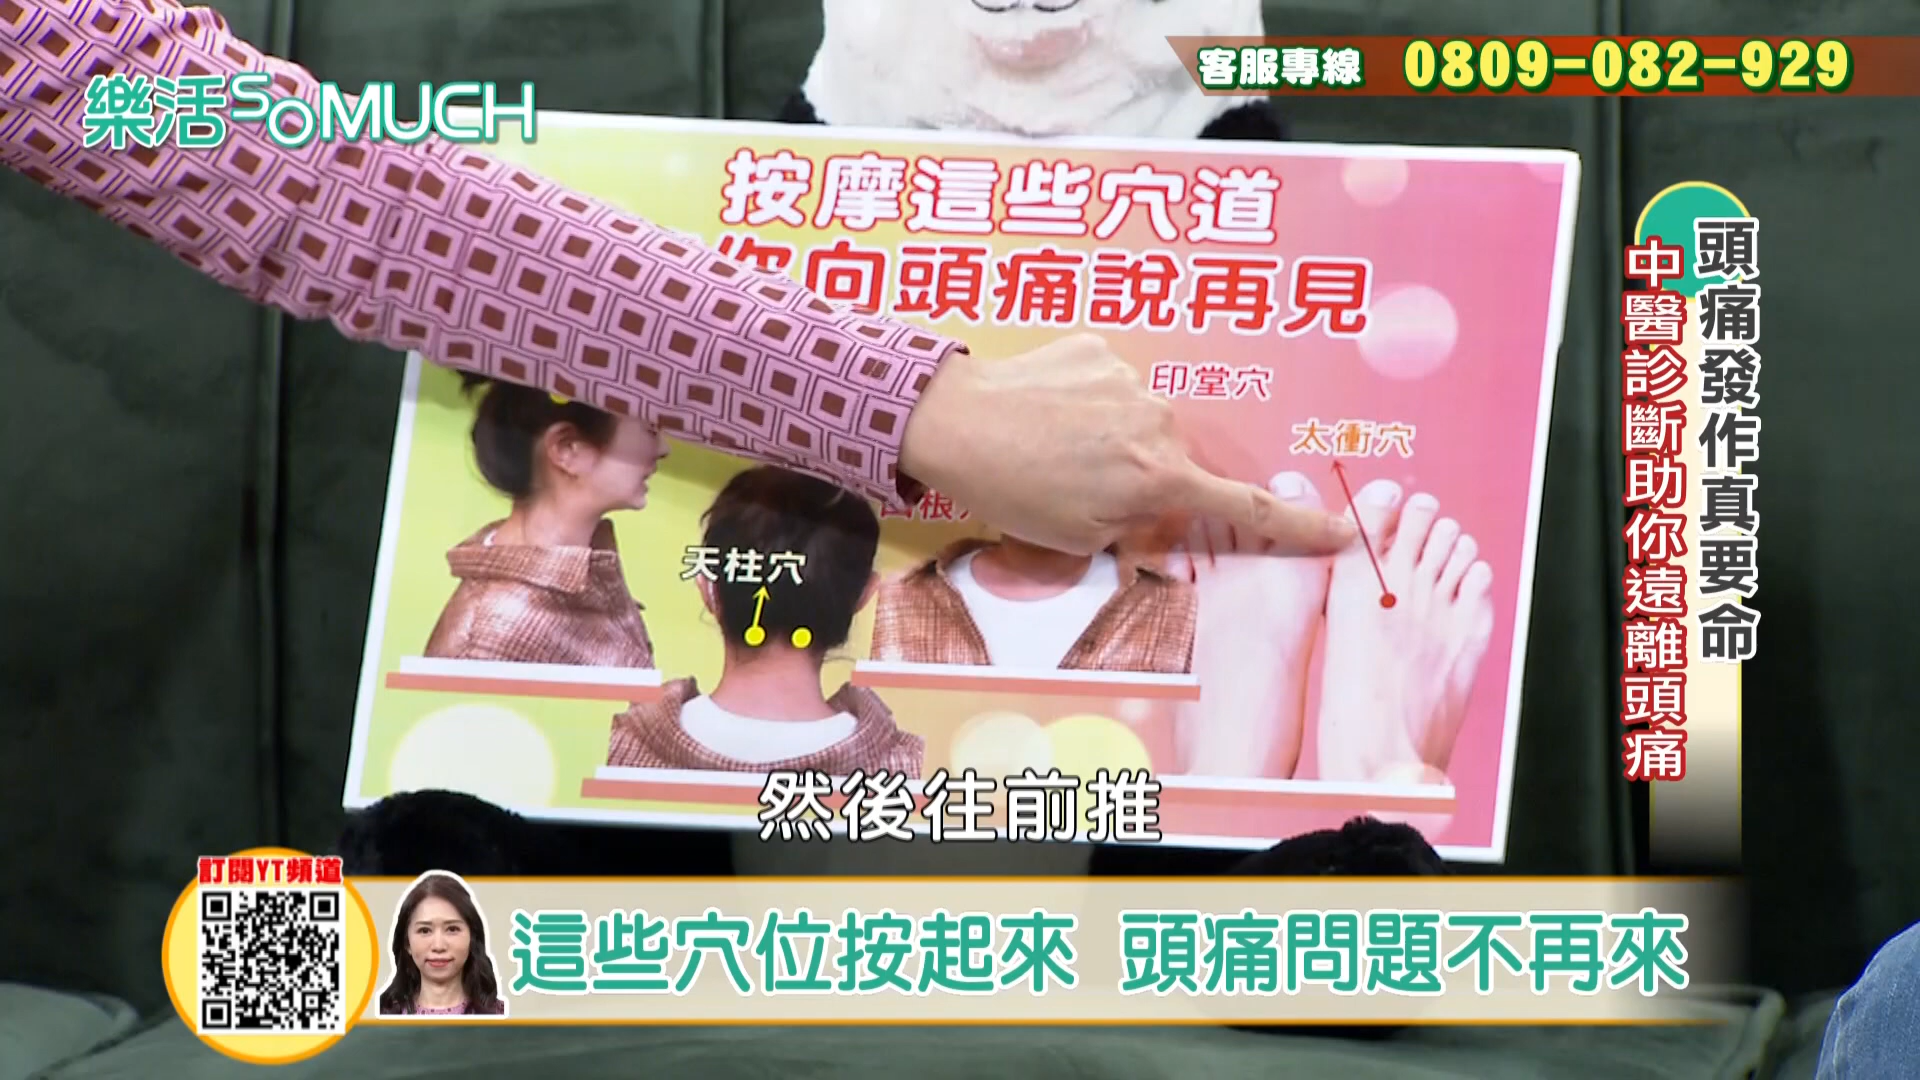 樂活SOMUCH
客服專線 0809-082-929
按摩這些穴道
您向頭痛說再見
印堂穴
太衝穴
天柱穴
頭痛發作真要命
中醫診斷助你遠離頭痛
然後往前推
訂閱YT頻道
這些穴位按起來 頭痛問題不再來